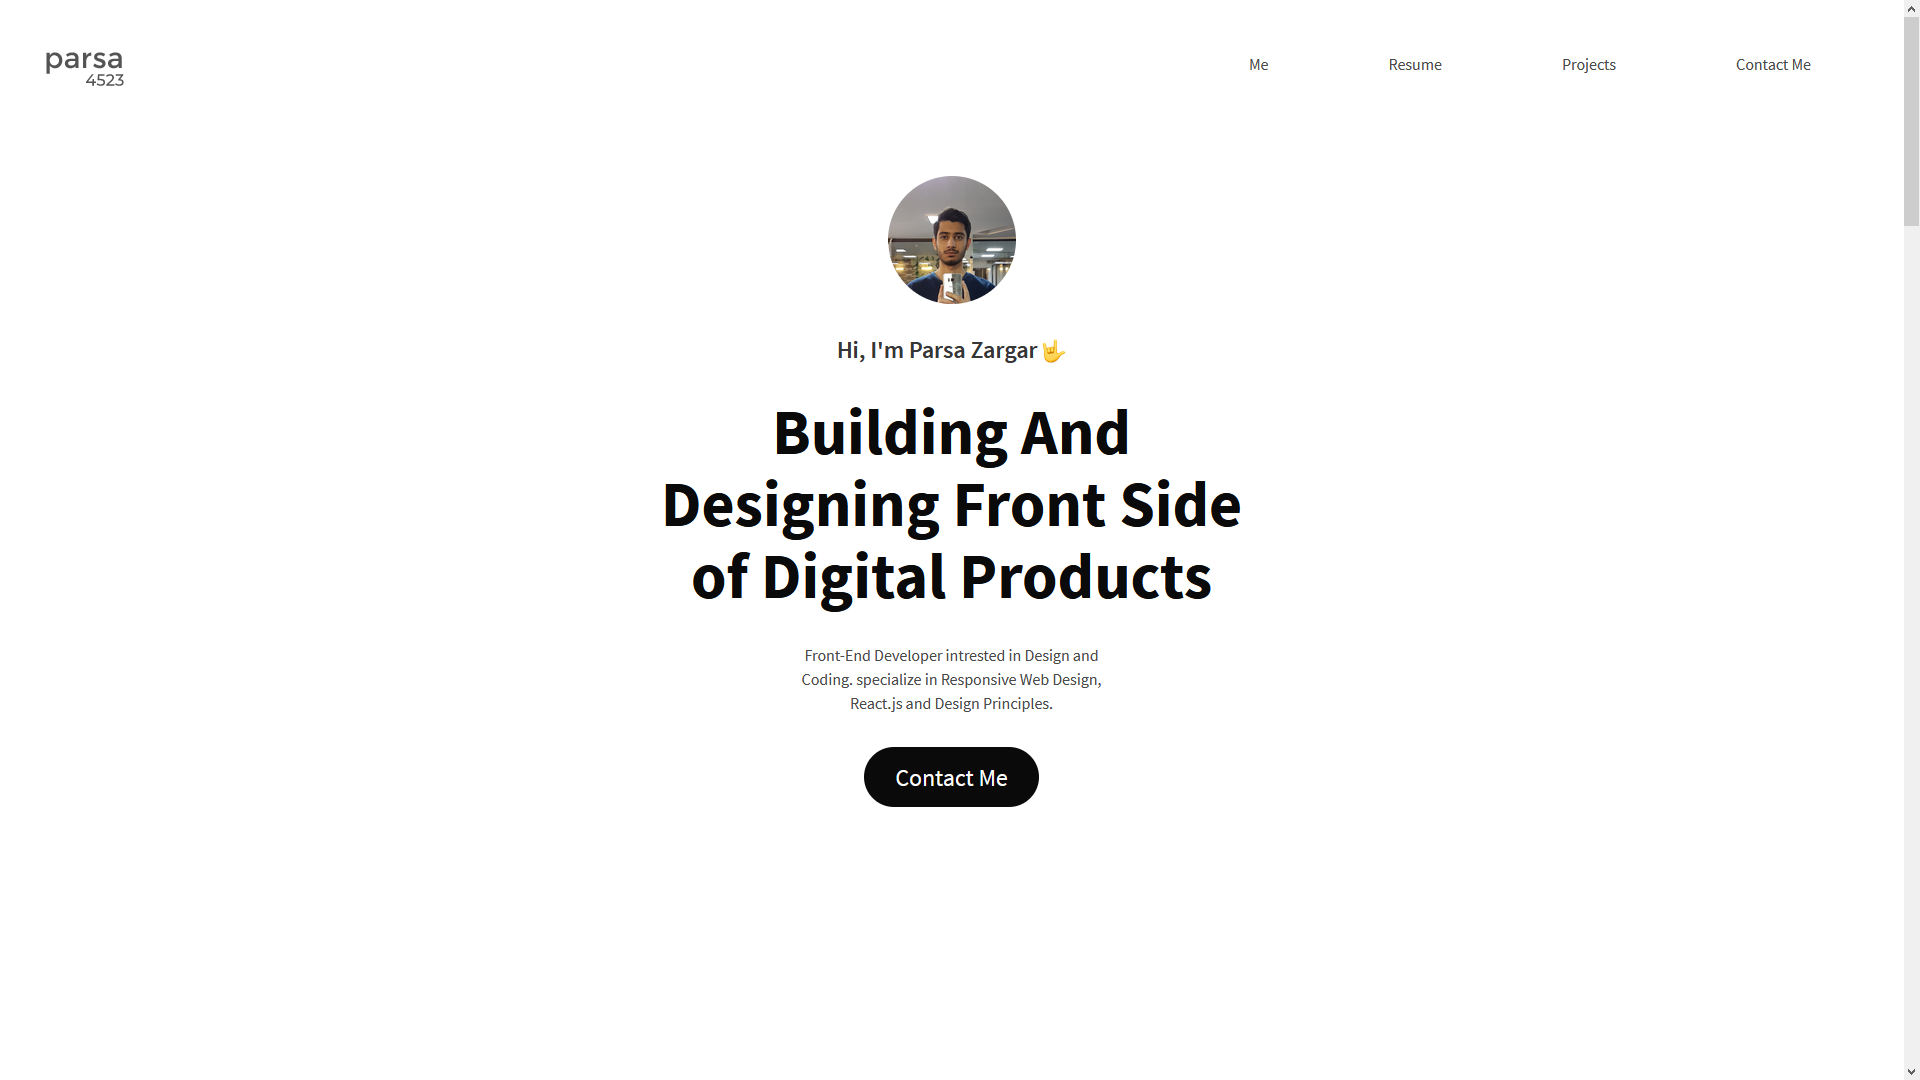 parsa
4523
Me
Resume
Projects
Contact Me
Hi, I'm Parsa Zargar🤟
Building And
Designing Front Side
of Digital Products
Front-End Developer intrested in Design and
Coding. specialize in Responsive Web Design,
React.js and Design Principles.
Contact Me